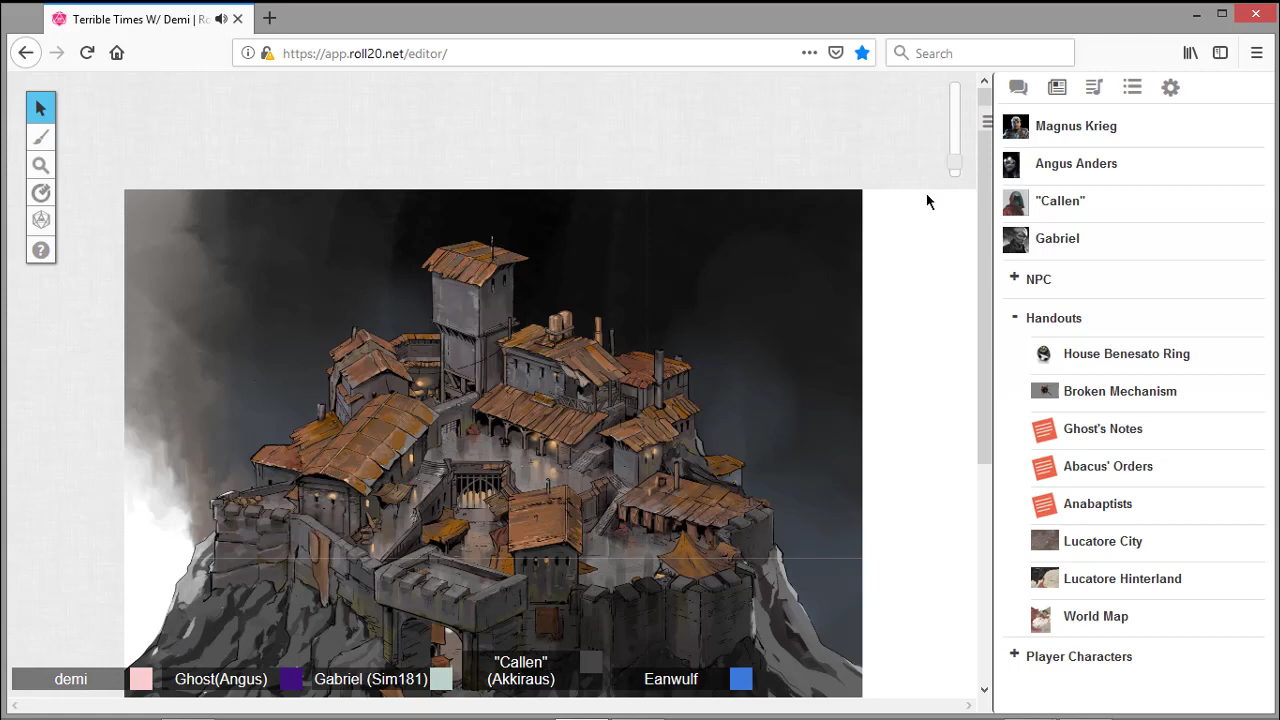 Terrible Times W/ Demi | Ro
https://app.roll20.net/editor/
Search
Magnus Krieg
Angus Anders
"Callen"
Gabriel
+ NPC
- Handouts
House Benesato Ring
Broken Mechanism
Ghost's Notes
Abacus' Orders
Anabaptists
Lucatore City
Lucatore Hinterland
World Map
+ Player Characters
demi
Ghost(Angus)
Gabriel (Sim181)
"Callen"
(Akkiraus)
Eanwulf